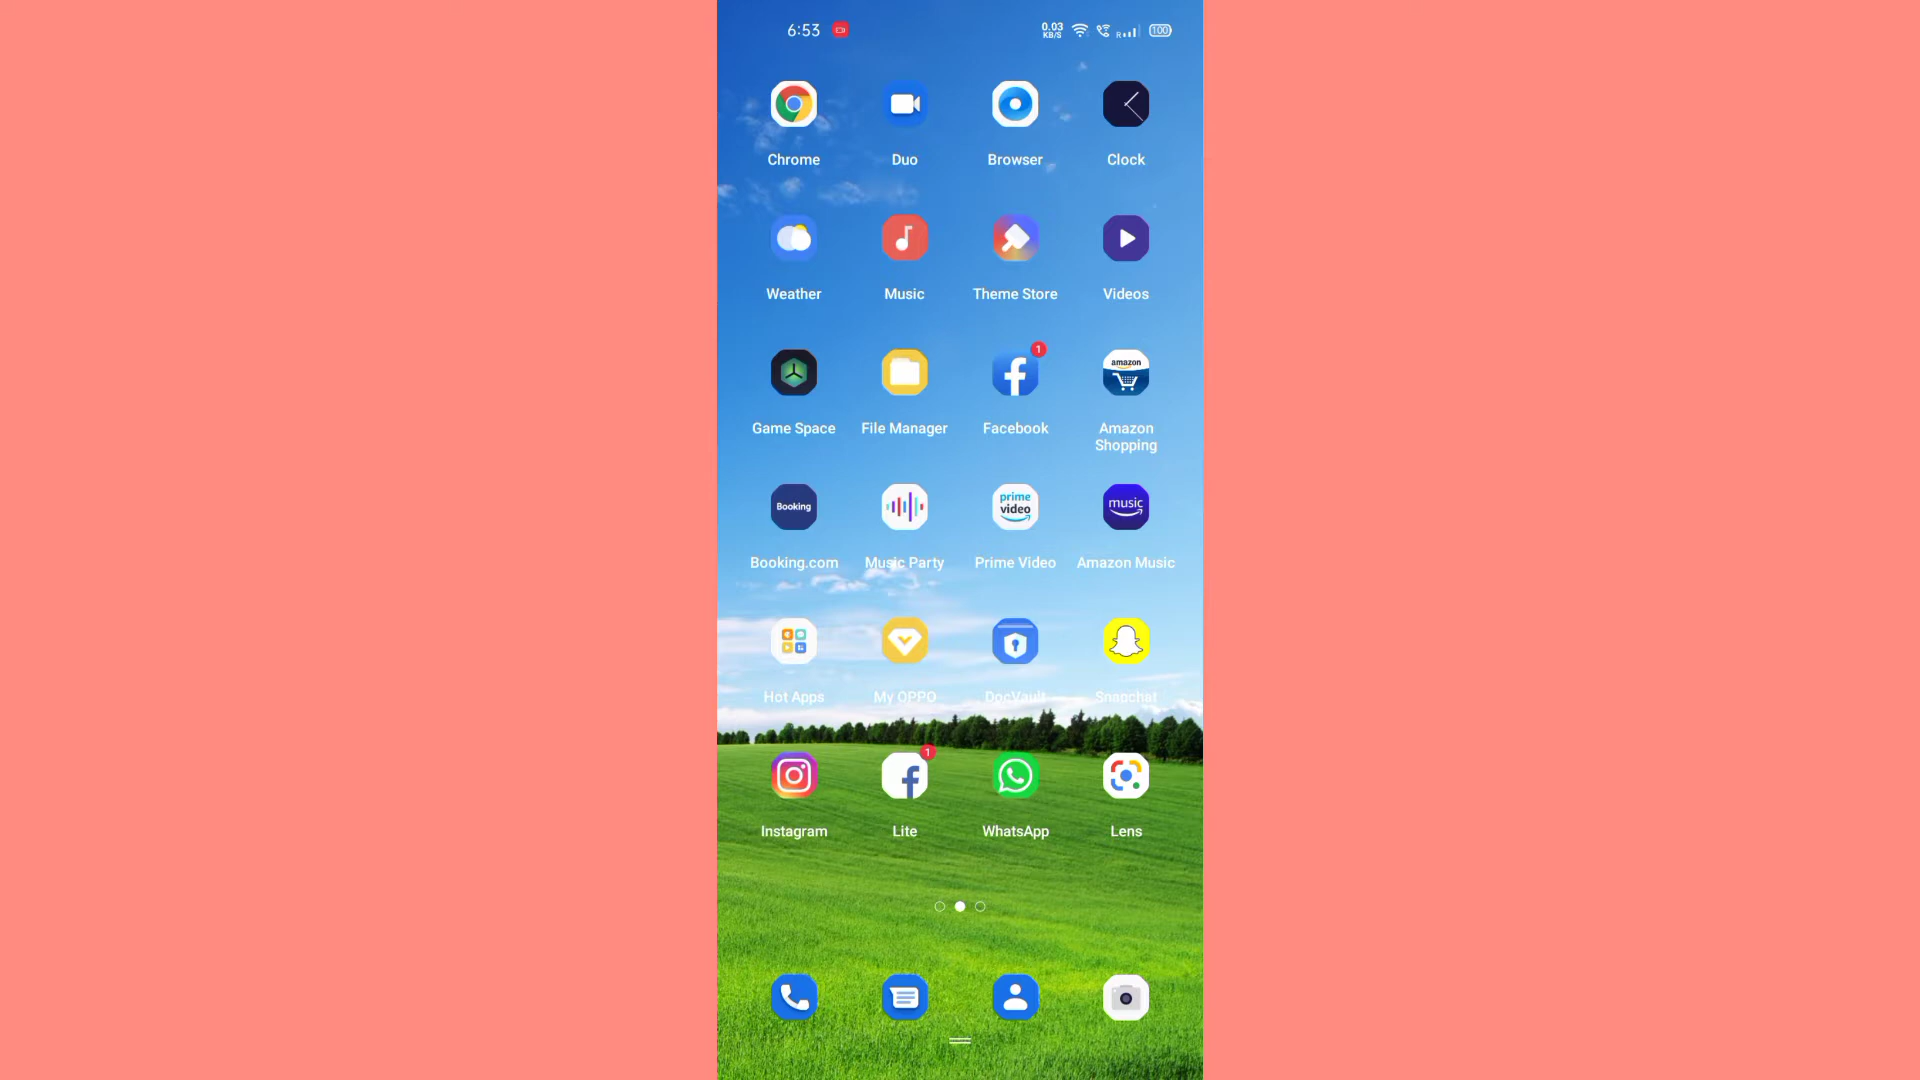 6:53 0.03 KB/S R 100
Chrome Duo Browser Clock
Weather Music Theme Store Videos
1
amazon
Game Space File Manager Facebook Amazon Shopping
Booking prime video music
Booking.com Music Party Prime Video Amazon Music
Hot Apps My OPPO DocVault Snapchat
1
Instagram Lite WhatsApp Lens